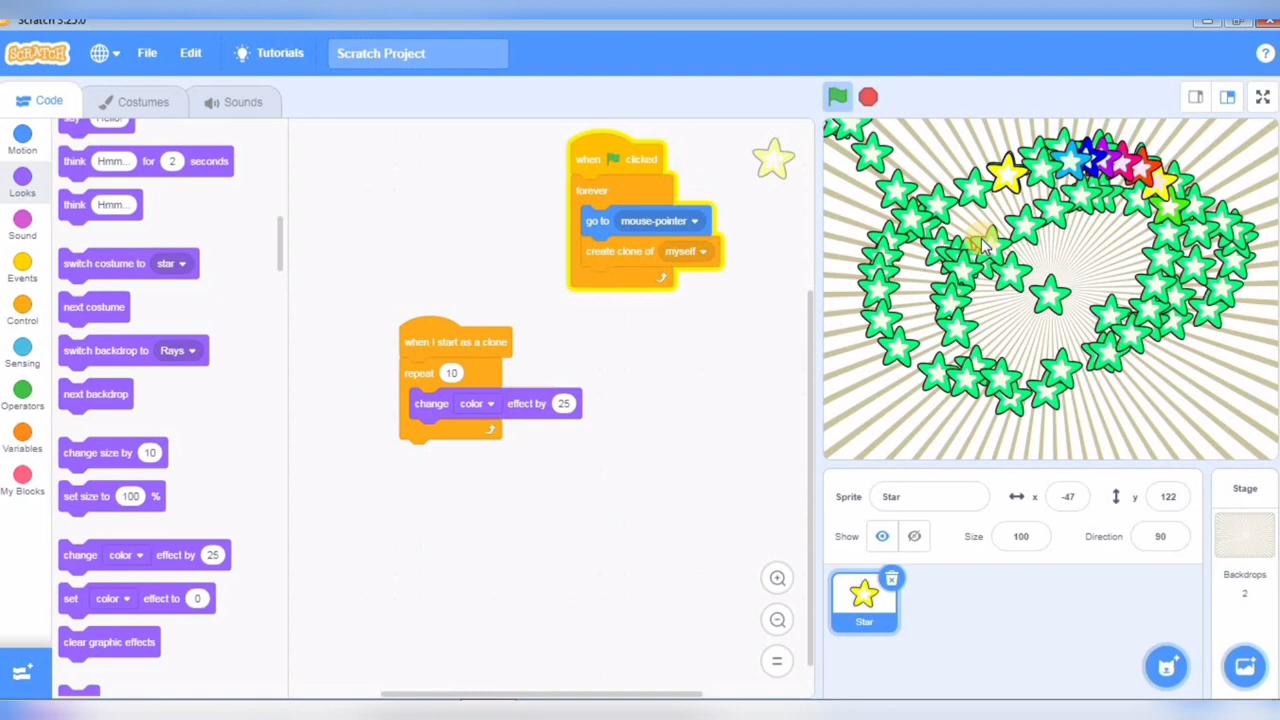 Scratch 3.25.0
SCRATCH File Edit Tutorials Scratch Project ?
Code Costumes Sounds
Motion
Looks
Sound
Events
Control
Sensing
Operators
Variables
My Blocks
say Hello!
think Hmm... for 2 seconds
think Hmm...
switch costume to star
next costume
switch backdrop to Rays
next backdrop
change size by 10
set size to 100 %
change color effect by 25
set color effect to 0
clear graphic effects
when clicked
forever
go to mouse-pointer
create clone of myself
when I start as a clone
repeat 10
change color effect by 25
Sprite Star x -47 y 122
Show Size 100 Direction 90
Star
Stage
Backdrops
2